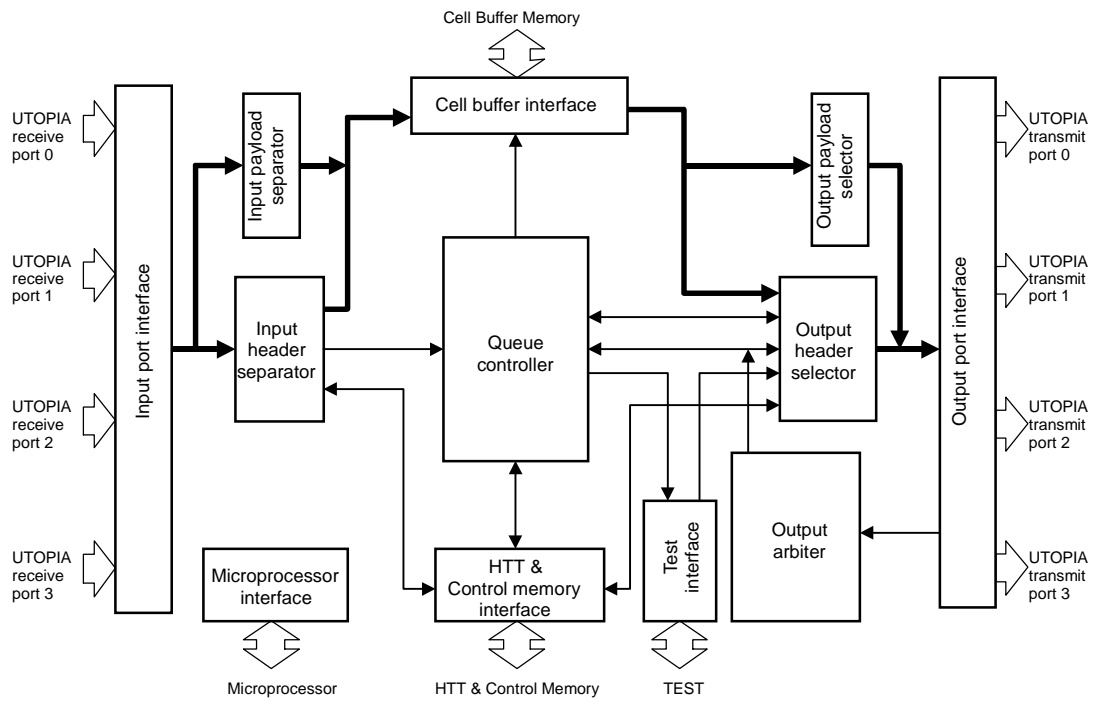 Cell Buffer Memory
Cell buffer interface
UTOPIA
receive
port 0
Input payload
separator
Output payload
selector
UTOPIA
transmit
port 0
UTOPIA
receive
port 1
Input port interface
Input
header
separator
Queue
controller
Output
header
selector
Output port interface
UTOPIA
transmit
port 1
UTOPIA
receive
port 2
UTOPIA
transmit
port 2
UTOPIA
receive
port 3
Microprocessor
interface
HTT &
Control memory
interface
Test
interface
Output
arbiter
UTOPIA
transmit
port 3
Microprocessor
HTT & Control Memory
TEST